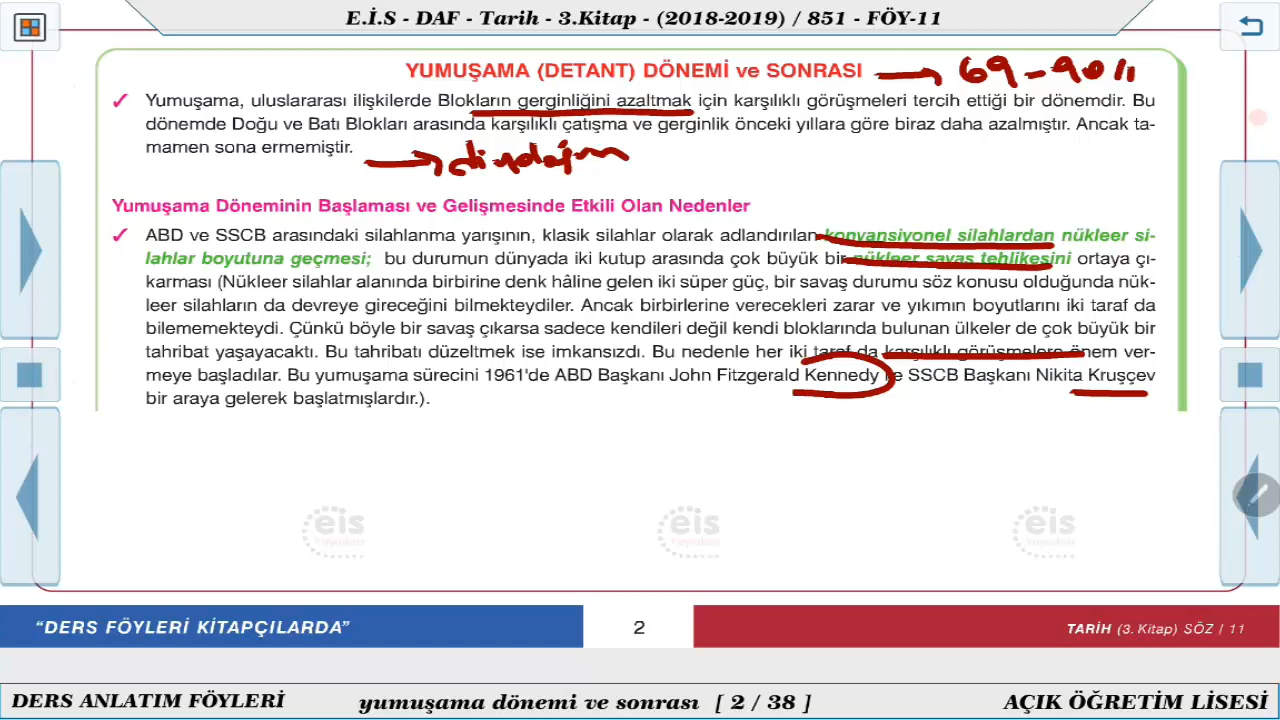 E.İ.S - DAF - Tarih - 3.Kitap - (2018-2019) / 851 - FÖY-11
YUMUŞAMA (DETANT) DÖNEMİ ve SONRASI 69-90
✓ Yumuşama, uluslararası ilişkilerde Blokların gerginliğini azaltmak için karşılıklı görüşmeleri tercih ettiği bir dönemdir. Bu
dönemde Doğu ve Batı Blokları arasında karşılıklı çatışma ve gerginlik önceki yıllara göre biraz daha azalmıştır. Ancak ta-
mamen sona ermemiştir.
Yumuşama Döneminin Başlaması ve Gelişmesinde Etkili Olan Nedenler
✓ ABD ve SSCB arasındaki silahlanma yarışının, klasik silahlar olarak adlandırılan konvansiyonel silahlardan nükleer si-
lahlar boyutuna geçmesi; bu durumun dünyada iki kutup arasında çok büyük bir nükleer savaş tehlikesini ortaya çı-
karması (Nükleer silahlar alanında birbirine denk hâline gelen iki süper güç, bir savaş durumu söz konusu olduğunda nük-
leer silahların da devreye gireceğini bilmekteydiler. Ancak birbirlerine verecekleri zarar ve yıkımın boyutlarını iki taraf da
bilememekteydi. Çünkü böyle bir savaş çıkarsa sadece kendileri değil kendi bloklarında bulunan ülkeler de çok büyük bir
tahribat yaşayacaktı. Bu tahribatı düzeltmek ise imkansızdı. Bu nedenle her iki taraf da karşılıklı görüşmelere önem ver-
meye başladılar. Bu yumuşama sürecini 1961'de ABD Başkanı John Fitzgerald Kennedy ile SSCB Başkanı Nikita Kruşçev
bir araya gelerek başlatmışlardır.).
eis eis eis
"DERS FÖYLERİ KİTAPÇILARDA" 2 TARİH (3. Kitap) SÖZ / 11
DERS ANLATIM FÖYLERİ yumuşama dönemi ve sonrası [ 2 / 38 ] AÇIK ÖĞRETİM LİSESİ